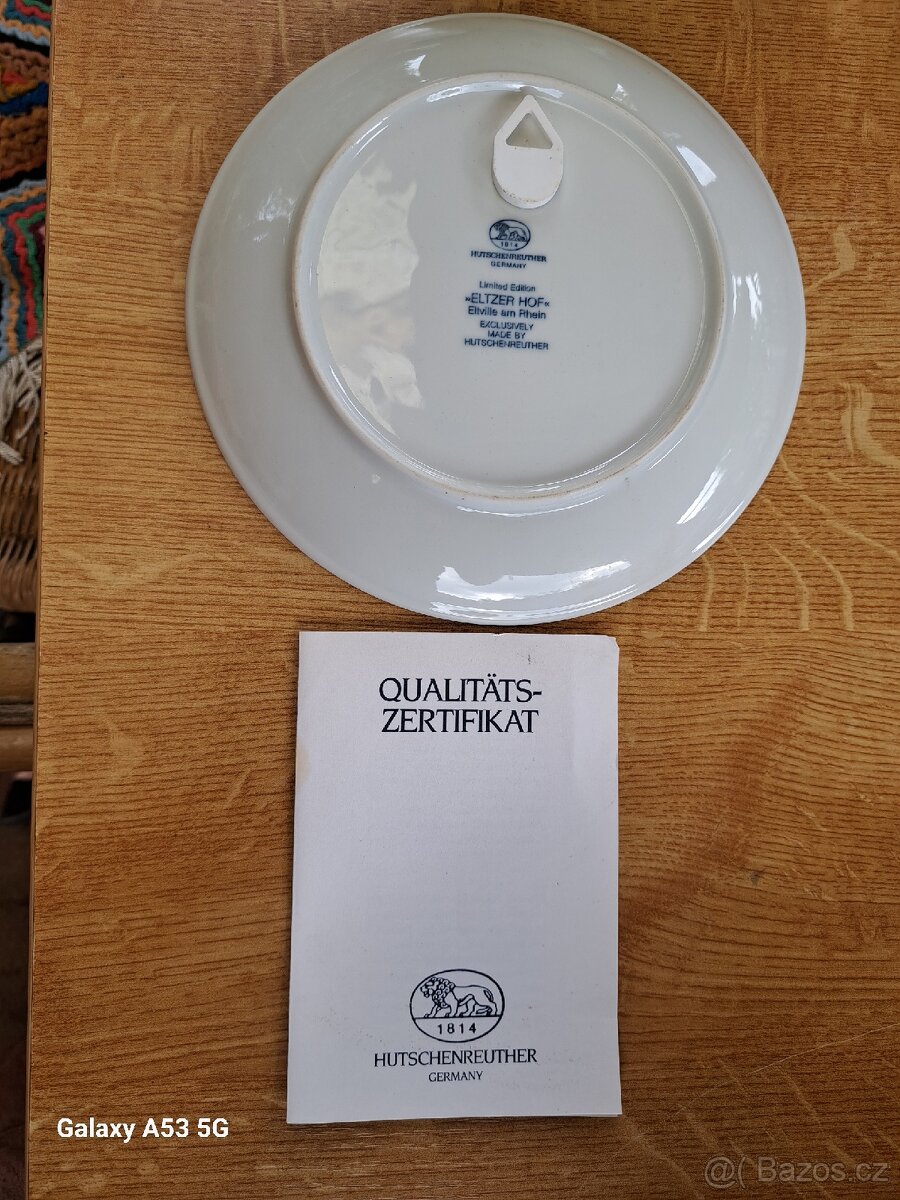 1814
HUTSCHENREUTHER
GERMANY
Limited Edition
»ELTZER HOF«
Eltville am Rhein
EXCLUSIVELY
MADE BY
HUTSCHENREUTHER
QUALITÄTS-
ZERTIFIKAT
1814
HUTSCHENREUTHER
GERMANY
Galaxy A53 5G
@( Bazos.cz